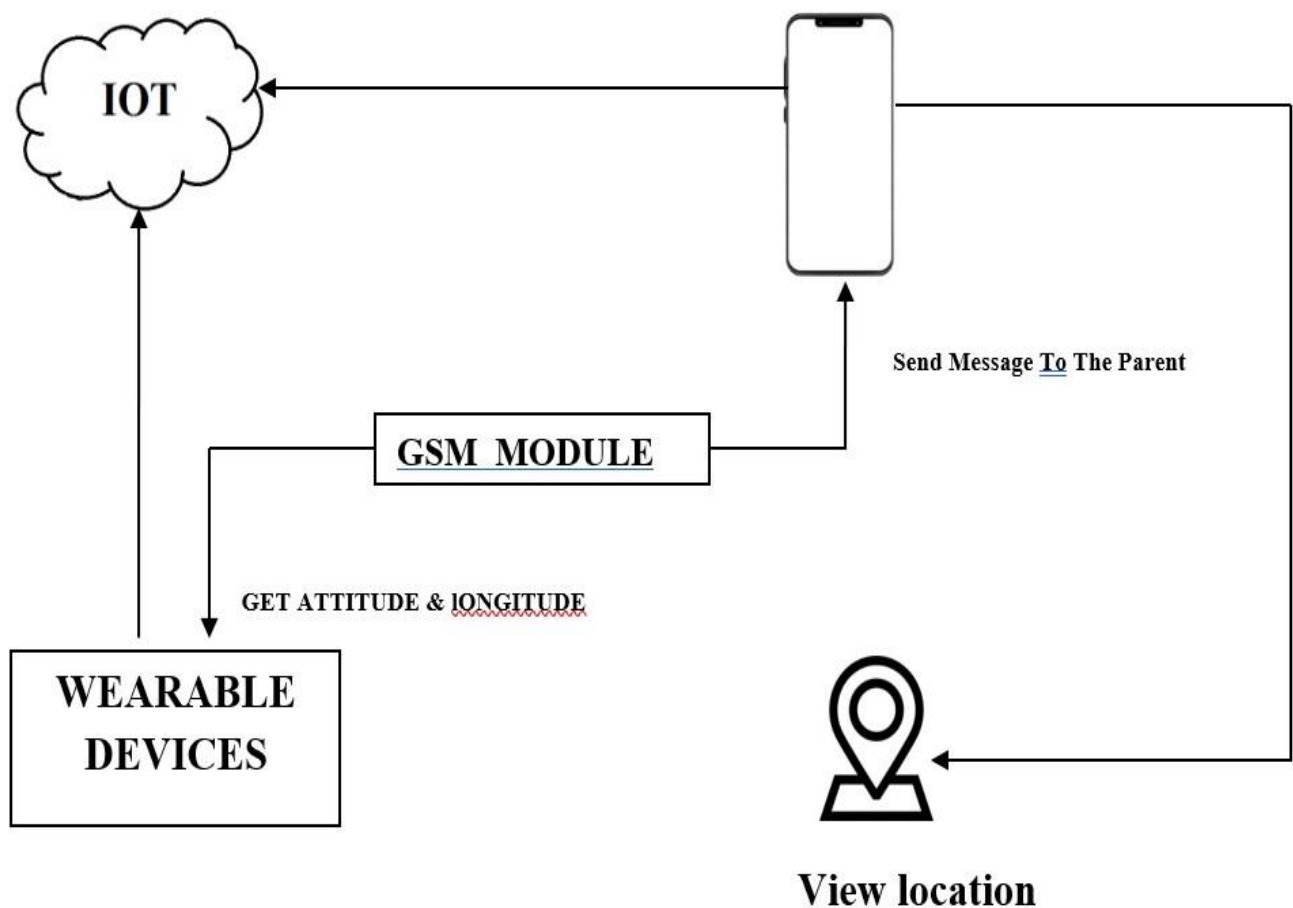 IOT
Send Message To The Parent
GSM MODULE
GET ATTITUDE & lONGITUDE
WEARABLE
DEVICES
View location